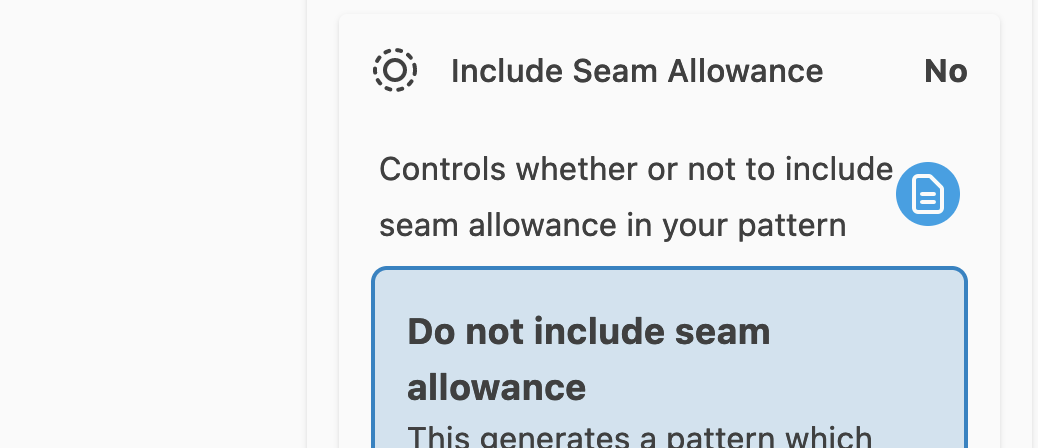 Include Seam Allowance No
Controls whether or not to include
seam allowance in your pattern
Do not include seam
allowance
This generates a pattern which